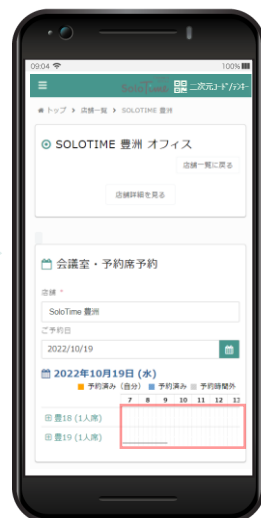 09:04 100%
SoloTime 二次元ｺｰﾄﾞ/ﾃﾝｷｰ
トップ > 店舗一覧 > SOLOTIME 豊洲
SOLOTIME 豊洲 オフィス
店舗一覧に戻る
店舗詳細を見る
会議室・予約席予約
店舗 *
SoloTime 豊洲
ご予約日
2022/10/19
2022年10月19日 (水)
予約済み (自分) 予約済み 予約時間外
7 8 9 10 11 12 13
豊18 (1人席)
豊19 (1人席)